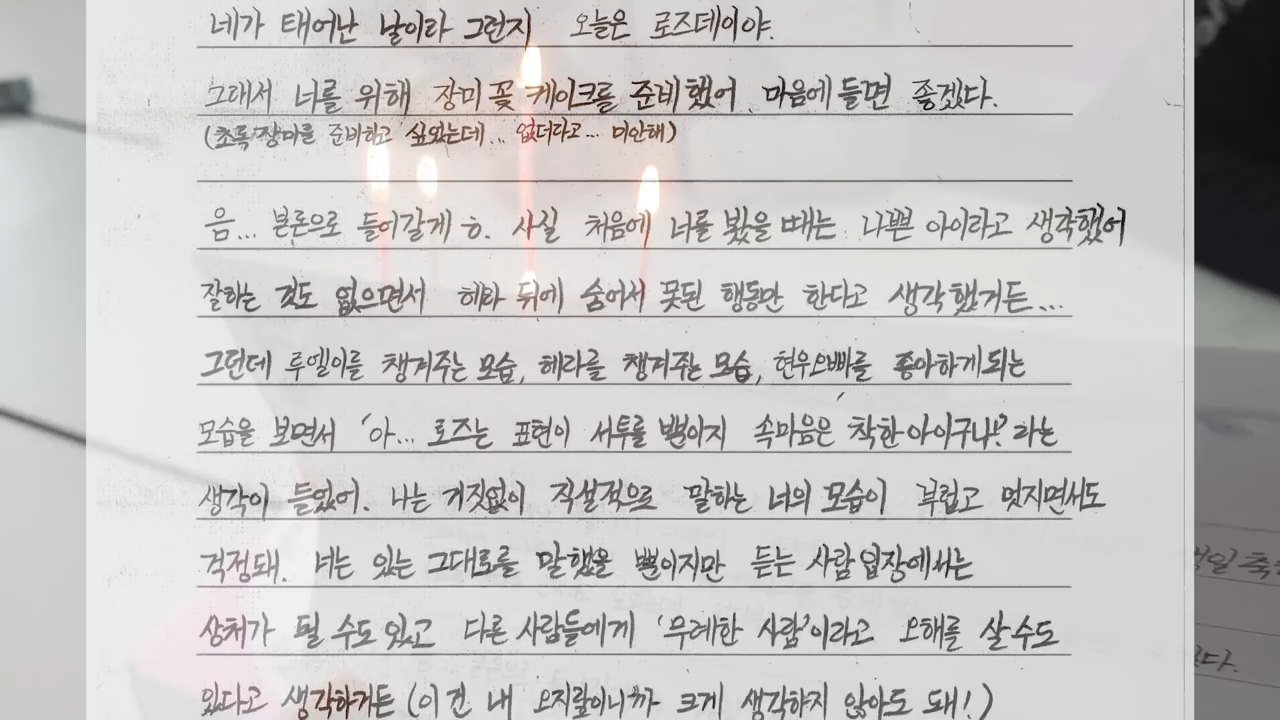 네가 태어난 날이라 그런지 오늘은 로즈데이야.
그래서 너를 위해 장미 꽃 케이크를 준비했어 마음에 들면 좋겠다.
(초록 장미를 준비하고 싶었는데... 없더라고... 미안해)
음... 본론으로 들어갈게 ㅎ. 사실 처음에 너를 봤을 때는 나쁜 아이라고 생각했어
잘하는 것도 없으면서 헤라 뒤에 숨어서 못된 행동만 한다고 생각했거든...
그런데 루엘이를 챙겨주는 모습, 헤라를 챙겨주는 모습, 현우오빠를 좋아하게 되는
모습을 보면서 '아... 로즈는 표현이 서투를 뿐이지 속마음은 착한 아이구나!' 라는
생각이 들었어. 나는 거짓없이 직설적으로 말하는 너의 모습이 부럽고 멋지면서도
걱정돼. 너는 있는 그대로를 말했을 뿐이지만 듣는 사람 입장에서는
상처가 될 수도 있고 다른 사람들에게 '무례한 사람'이라고 오해를 살 수도
있다고 생각하거든 (이건 내 오지랖이니까 크게 생각하지 않아도 돼!)